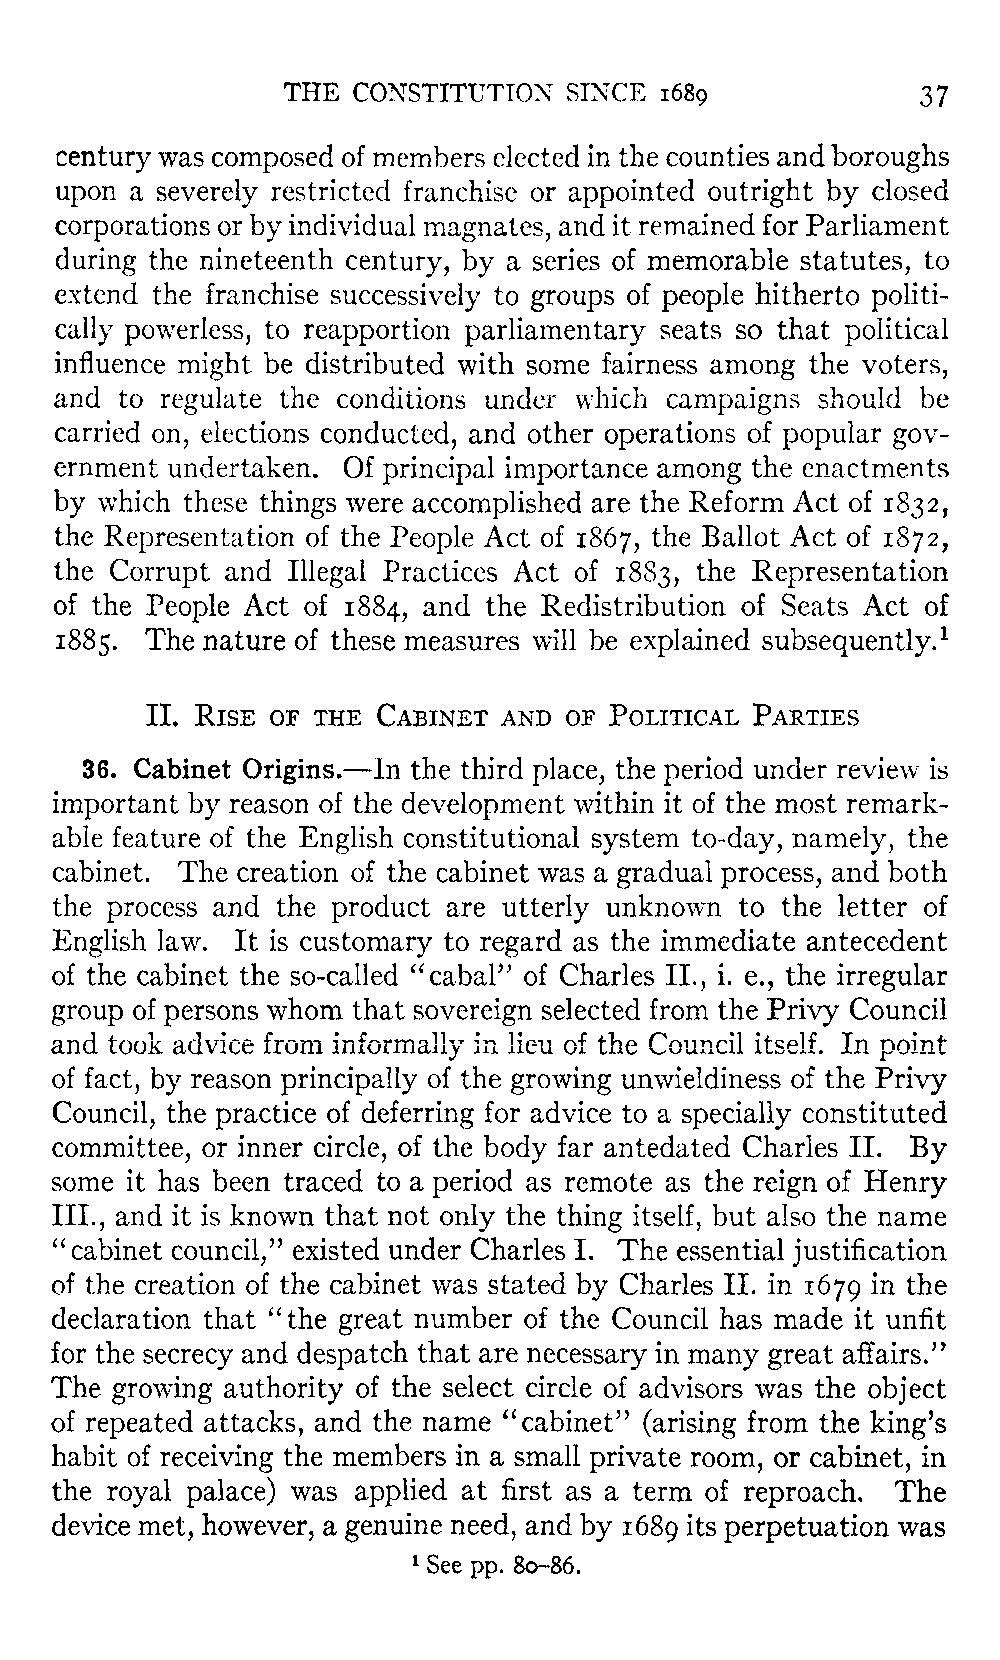 THE CONSTITUTION SINCE 1689 37
century was composed of members elected in the counties and boroughs
upon a severely restricted franchise or appointed outright by closed
corporations or by individual magnates, and it remained for Parliament
during the nineteenth century, by a series of memorable statutes, to
extend the franchise successively to groups of people hitherto politi-
cally powerless, to reapportion parliamentary seats so that political
influence might be distributed with some fairness among the voters,
and to regulate the conditions under which campaigns should be
carried on, elections conducted, and other operations of popular gov-
ernment undertaken. Of principal importance among the enactments
by which these things were accomplished are the Reform Act of 1832,
the Representation of the People Act of 1867, the Ballot Act of 1872,
the Corrupt and Illegal Practices Act of 1883, the Representation
of the People Act of 1884, and the Redistribution of Seats Act of
1885. The nature of these measures will be explained subsequently.¹
II. RISE OF THE CABINET AND OF POLITICAL PARTIES
36. Cabinet Origins.—In the third place, the period under review is
important by reason of the development within it of the most remark-
able feature of the English constitutional system to-day, namely, the
cabinet. The creation of the cabinet was a gradual process, and both
the process and the product are utterly unknown to the letter of
English law. It is customary to regard as the immediate antecedent
of the cabinet the so-called "cabal" of Charles II., i. e., the irregular
group of persons whom that sovereign selected from the Privy Council
and took advice from informally in lieu of the Council itself. In point
of fact, by reason principally of the growing unwieldiness of the Privy
Council, the practice of deferring for advice to a specially constituted
committee, or inner circle, of the body far antedated Charles II. By
some it has been traced to a period as remote as the reign of Henry
III., and it is known that not only the thing itself, but also the name
"cabinet council," existed under Charles I. The essential justification
of the creation of the cabinet was stated by Charles II. in 1679 in the
declaration that "the great number of the Council has made it unfit
for the secrecy and despatch that are necessary in many great affairs."
The growing authority of the select circle of advisors was the object
of repeated attacks, and the name "cabinet" (arising from the king's
habit of receiving the members in a small private room, or cabinet, in
the royal palace) was applied at first as a term of reproach. The
device met, however, a genuine need, and by 1689 its perpetuation was
¹ See pp. 80–86.